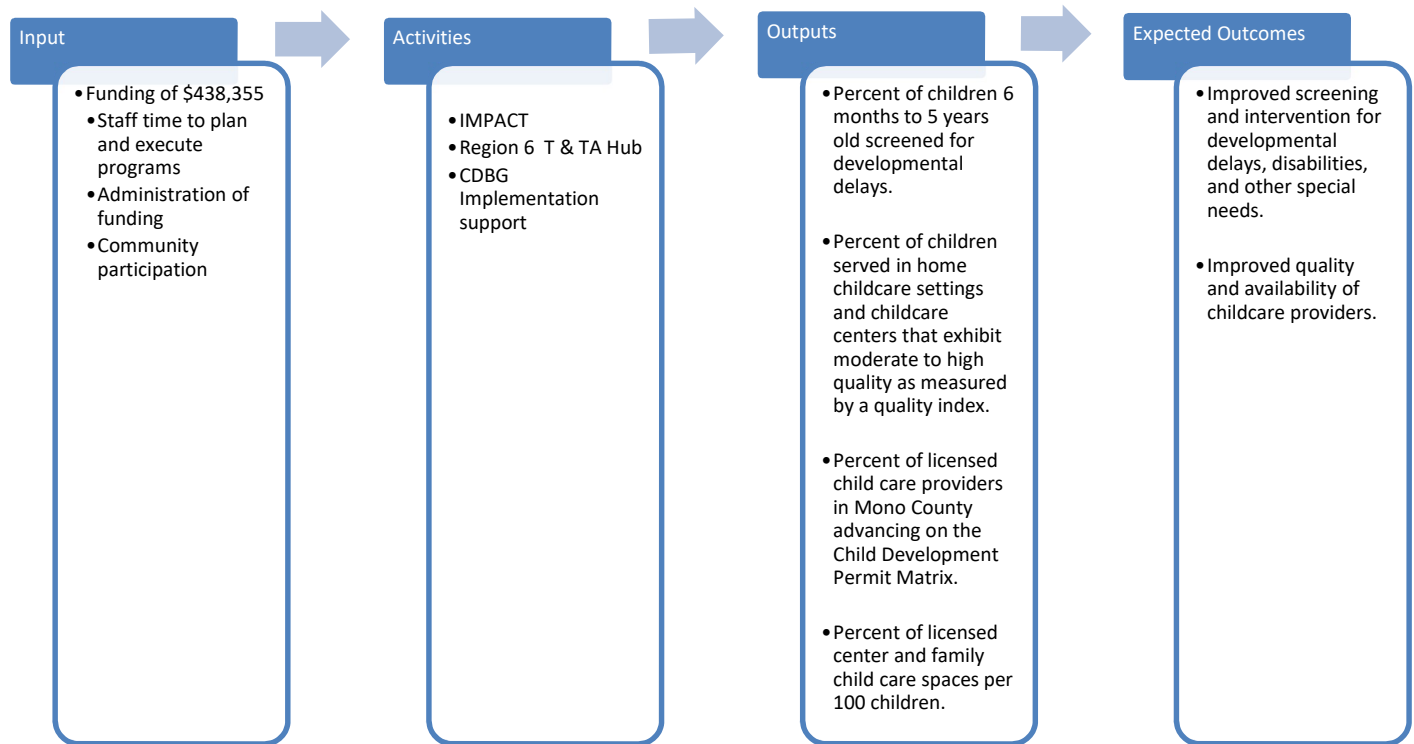 Input
•Funding of $438,355
•Staff time to plan
and execute
programs
•Administration of
funding
•Community
participation
Activities
•IMPACT
•Region 6 T & TA Hub
•CDBG
Implementation
support
Outputs
•Percent of children 6
months to 5 years
old screened for
developmental
delays.
•Percent of children
served in home
childcare settings
and childcare
centers that exhibit
moderate to high
quality as measured
by a quality index.
•Percent of licensed
child care providers
in Mono County
advancing on the
Child Development
Permit Matrix.
•Percent of licensed
center and family
child care spaces per
100 children.
Expected Outcomes
•Improved screening
and intervention for
developmental
delays, disabilities,
and other special
needs.
•Improved quality
and availability of
childcare providers.